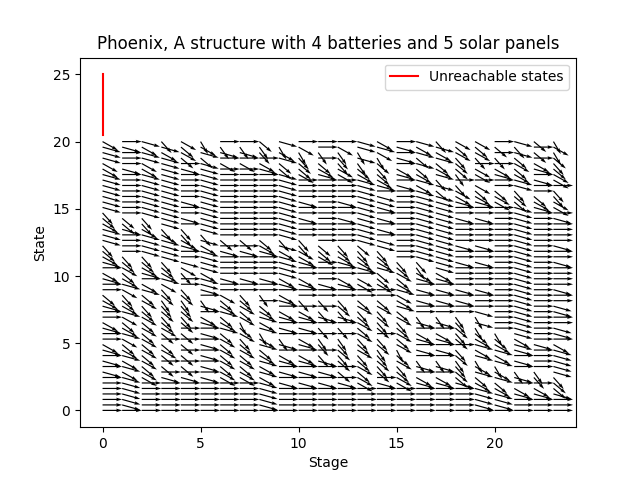 Phoenix, A structure with 4 batteries and 5 solar panels
25
Unreachable states
20
15
State
10
5
0
0 5 10 15 20
Stage